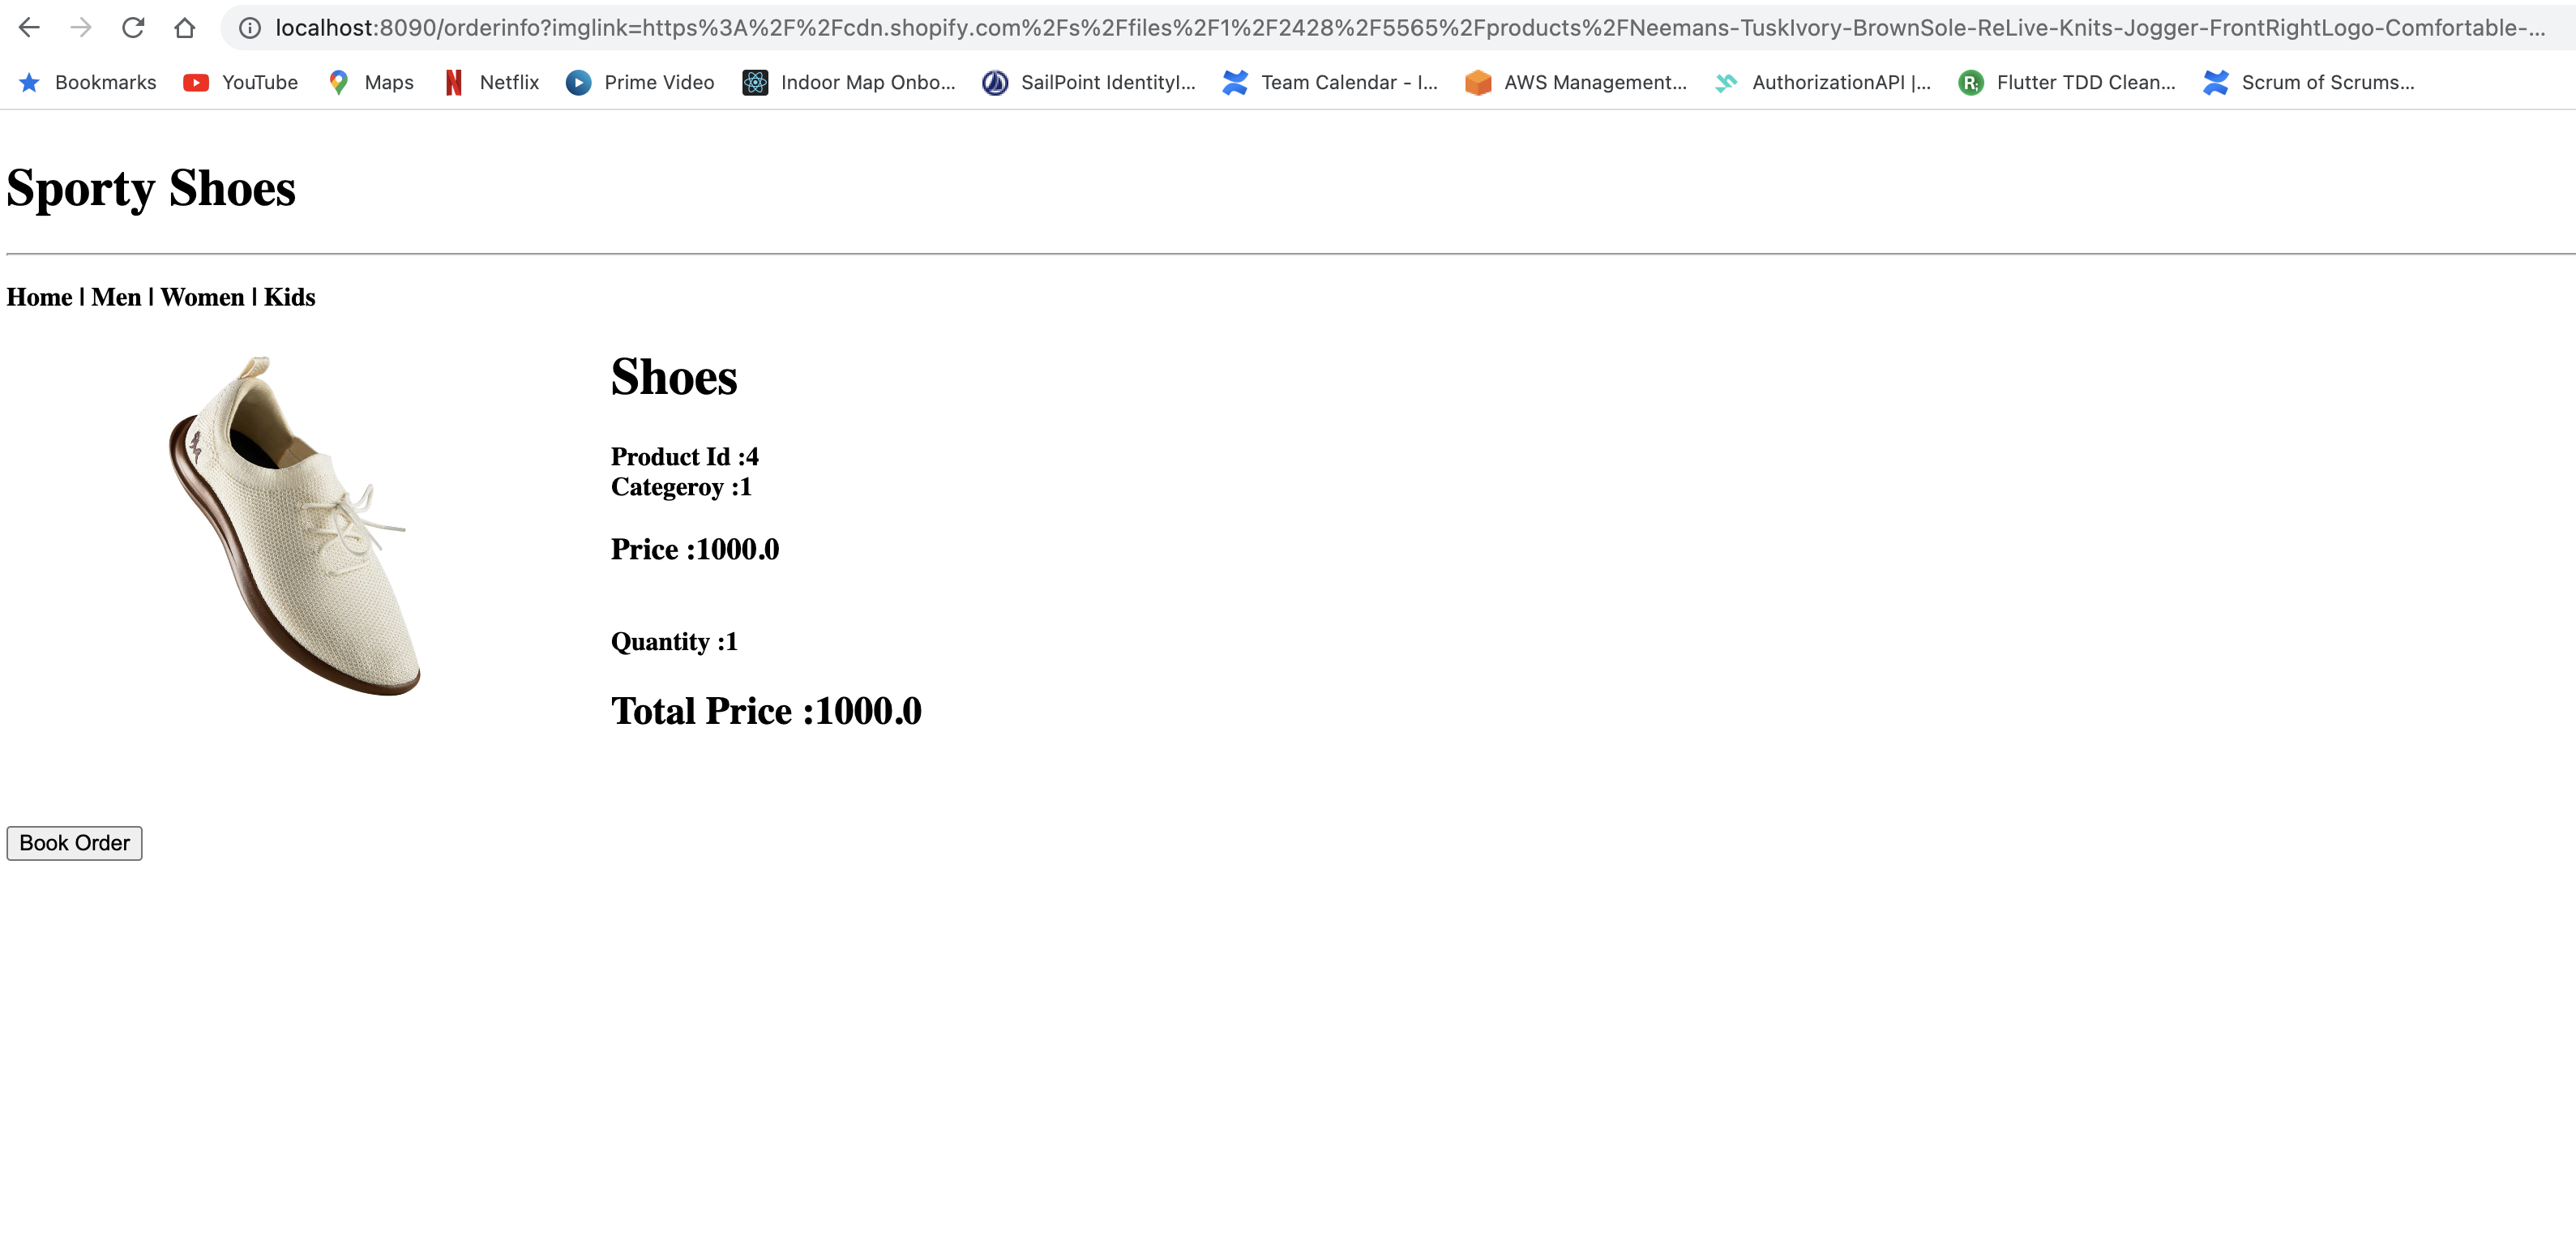 localhost:8090/orderinfo?imglink=https%3A%2F%2Fcdn.shopify.com%2Fs%2Ffiles%2F1%2F2428%2F5565%2Fproducts%2FNeemans-TuskIvory-BrownSole-ReLive-Knits-Jogger-FrontRightLogo-Comfortable-...
Bookmarks YouTube Maps Netflix Prime Video Indoor Map Onbo... SailPoint IdentityI... Team Calendar - I... AWS Management... AuthorizationAPI |... Flutter TDD Clean... Scrum of Scrums...
Sporty Shoes
Home | Men | Women | Kids
Shoes
Product Id :4
Categeroy :1
Price :1000.0
Quantity :1
Total Price :1000.0
Book Order